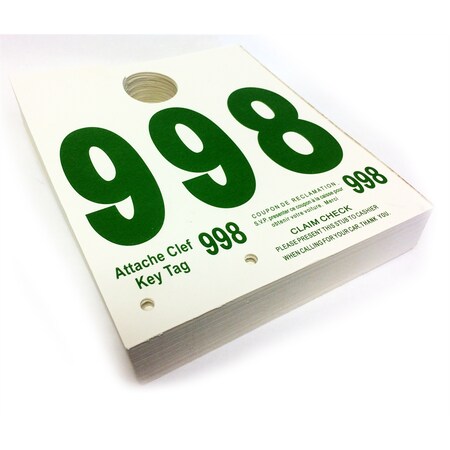 998
Attache Clef
Key Tag
998
COUPON DE RECLAMATION
S.V.P. presenter ce coupon à la caisse pour
obtenir votre voiture. Merci
998
CLAIM CHECK
PLEASE PRESENT THIS STUB TO CASHIER
WHEN CALLING FOR YOUR CAR. THANK YOU.